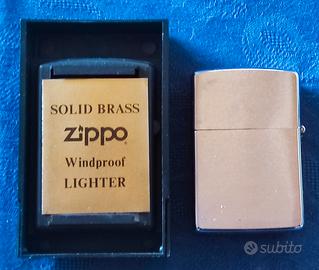 SOLID BRASS
Zippo
Windproof
LIGHTER
subito